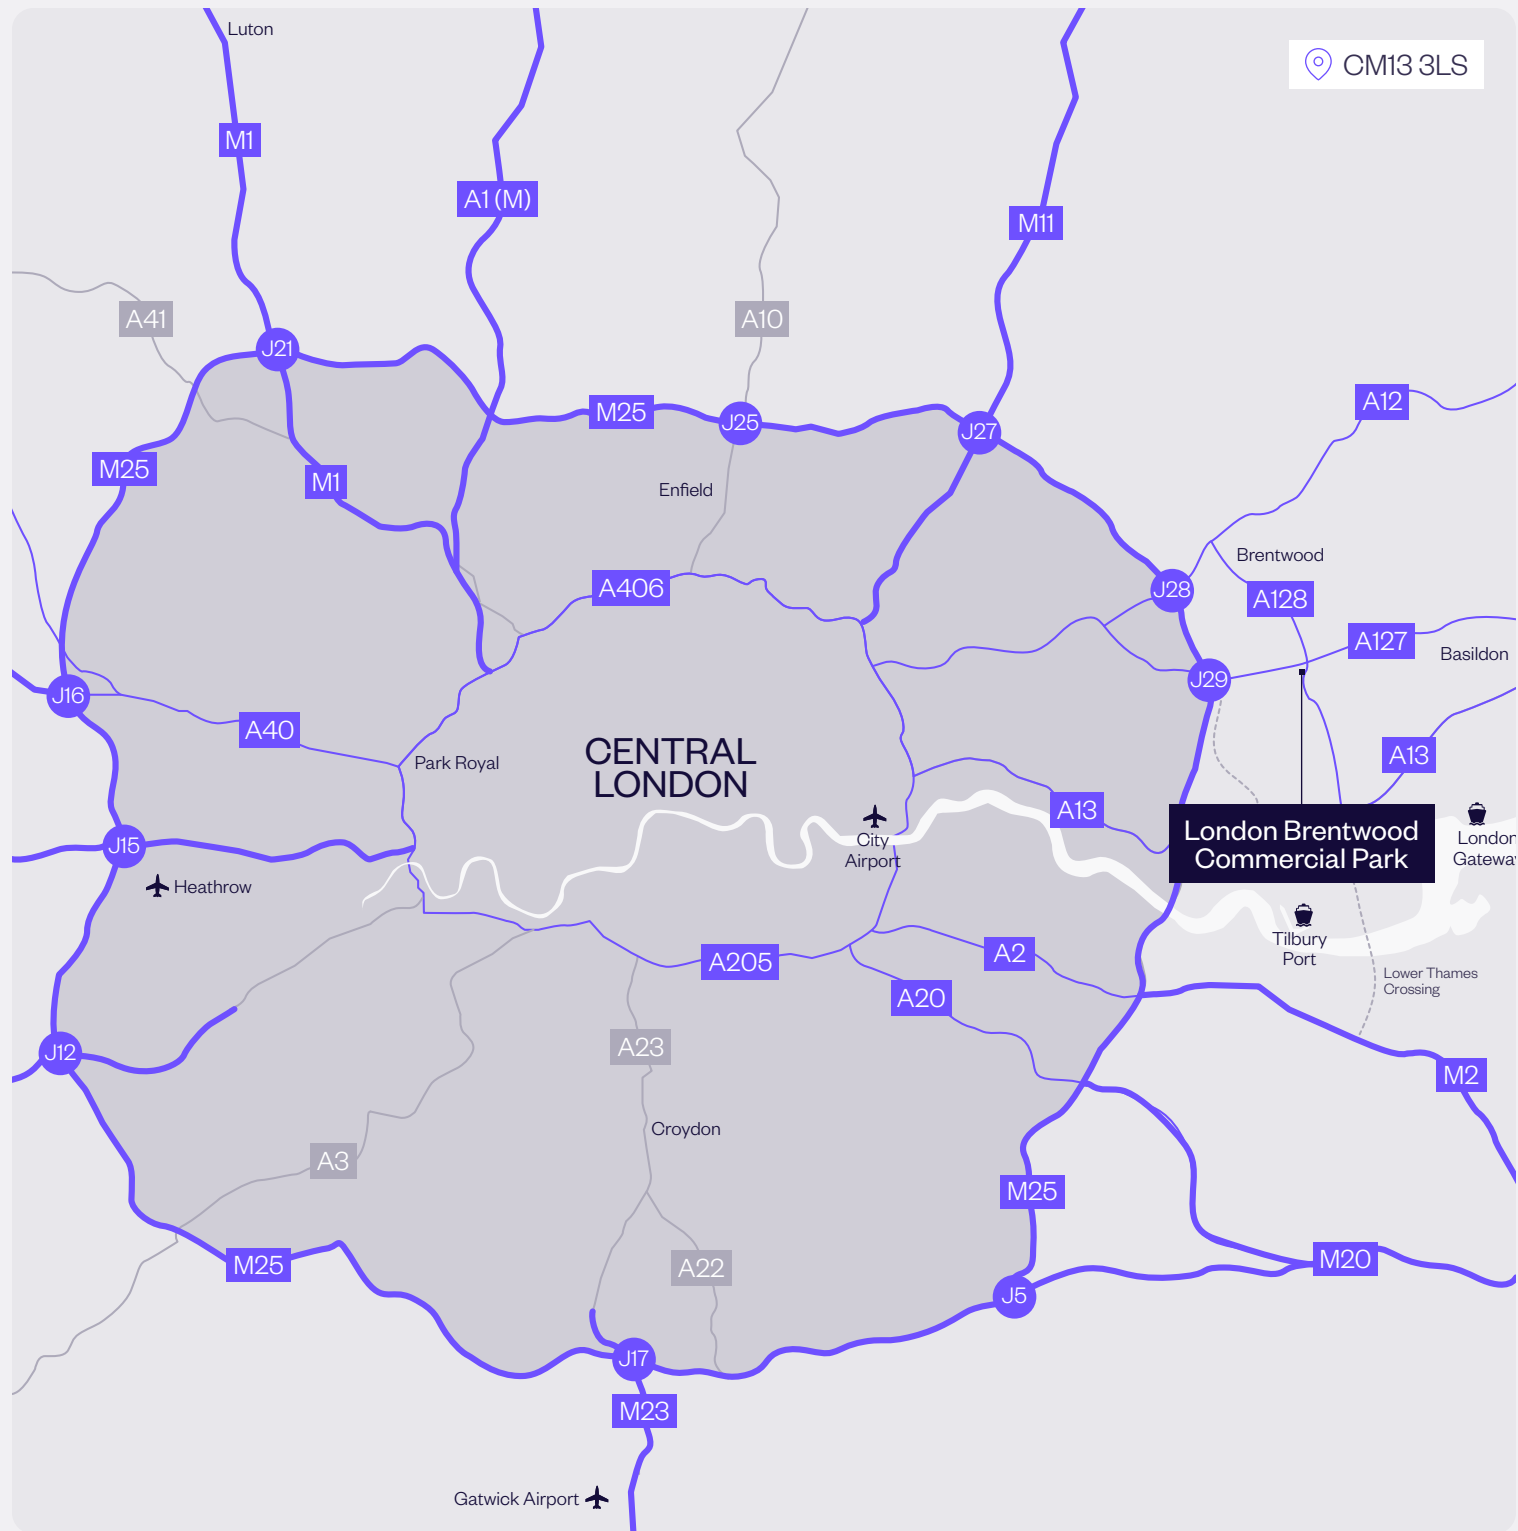 Luton
CM13 3LS
M1
A1 (M)
M11
A41
A10
J21
A12
M25
J25
J27
M25
M1
Enfield
Brentwood
A406
J28
A128
A127
Basildon
J29
J16
A40
CENTRAL
LONDON
Park Royal
A13
A13
London Brentwood
Commercial Park
City
Airport
London
Gatewa
J15
Heathrow
Tilbury
Port
A205
A2
A20
Lower Thames
Crossing
J12
A23
M2
Croydon
A3
M25
M25
A22
M20
J5
J17
M23
Gatwick Airport